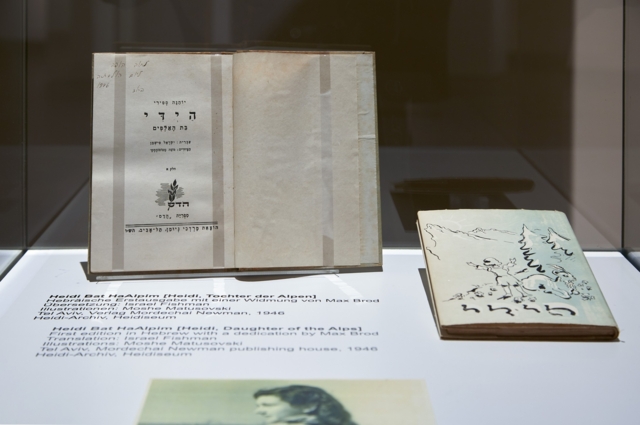 יוהנה ספירי
היידי
בת האלפים
הדס
Heidi Bat HaAlpim [Heidi, Tochter der Alpen]
Hebräische Erstausgabe mit einer Widmung von Max Brod
Übersetzung: Israel Fishman
Illustrationen: Moshe Matusovski
Tel Aviv, Verlag Mordechai Newman, 1946
Heidi-Archiv, Heidiseum
Heidi Bat HaAlpim [Heidi, Daughter of the Alps]
First edition in Hebrew with a dedication by Max Brod
Translation: Israel Fishman
Illustrations: Moshe Matusovski
Tel Aviv, Mordechai Newman publishing house, 1946
Heidi-Archiv, Heidiseum